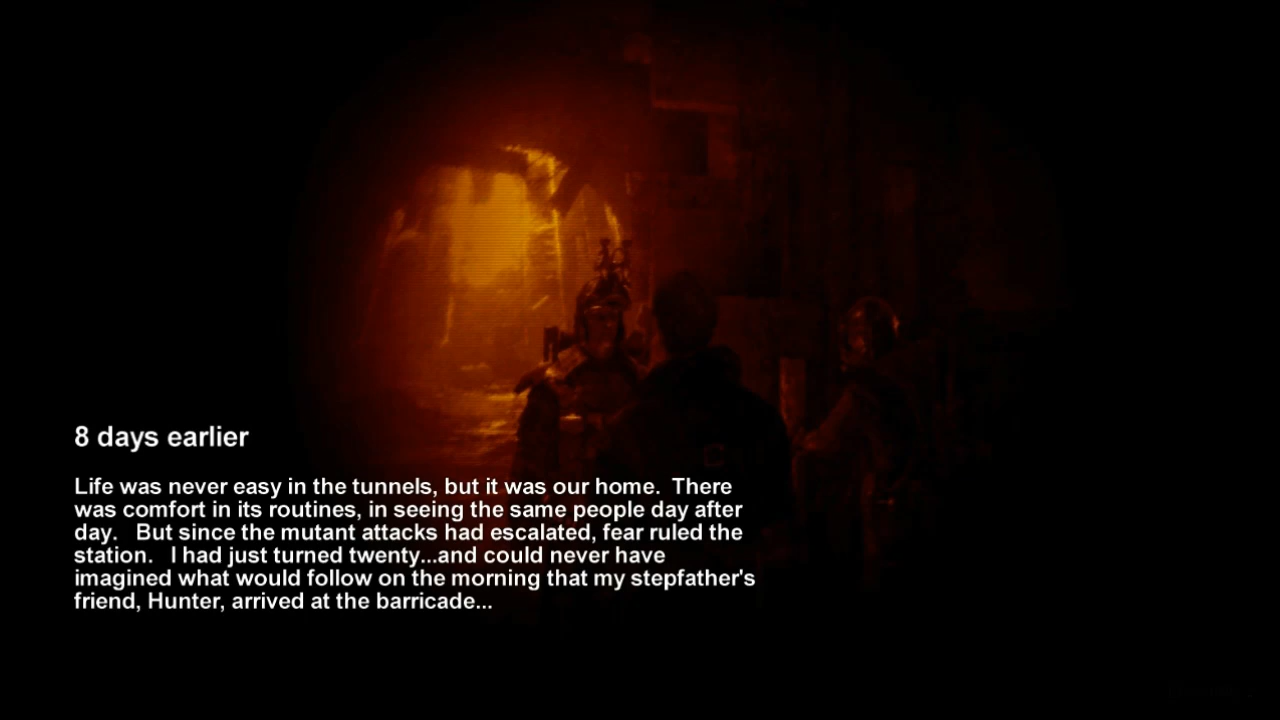 8 days earlier
Life was never easy in the tunnels, but it was our home.  There
was comfort in its routines, in seeing the same people day after
day.   But since the mutant attacks had escalated, fear ruled the
station.   I had just turned twenty...and could never have
imagined what would follow on the morning that my stepfather's
friend, Hunter, arrived at the barricade...